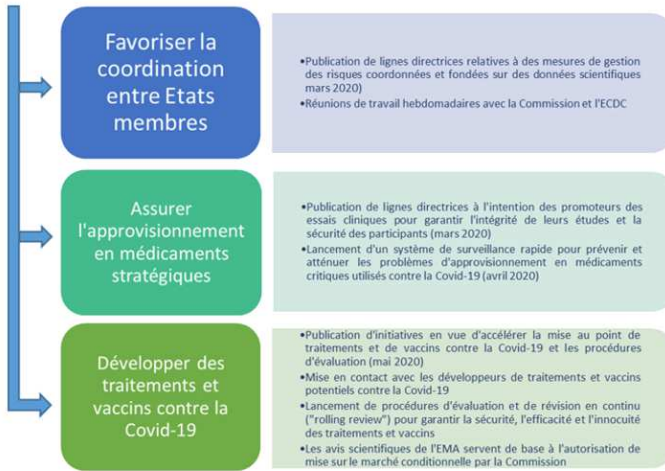 Favoriser la
coordination
entre Etats
membres
•Publication de lignes directrices relatives à des mesures de gestion
des risques coordonnées et fondées sur des données scientifiques
mars 2020)
•Réunions de travail hebdomadaires avec la Commission et l'ECDC
Assurer
l'approvisionnement
en médicaments
stratégiques
•Publication de lignes directrices à l'intention des promoteurs des
essais cliniques pour garantir l'intégrité de leurs études et la
sécurité des participants (mars 2020)
•Lancement d'un système de surveillance rapide pour prévenir et
atténuer les problèmes d'approvisionnement en médicaments
critiques utilisés contre la Covid-19 (avril 2020)
Développer des
traitements et
vaccins contre la
Covid-19
•Publication d'initiatives en vue d'accélérer la mise au point de
traitements et de vaccins contre la Covid-19 et les procédures
d'évaluation (mai 2020)
•Mise en contact avec les développeurs de traitements et vaccins
potentiels contre la Covid-19
•Lancement de procédures d'évaluation et de révision en continu
("rolling review") pour garantir la sécurité, l'efficacité et l'innocuité
des traitements et vaccins
•Les avis scientifiques de l'EMA servent de base à l'autorisation de
mise sur le marché conditionnelle par la Commission